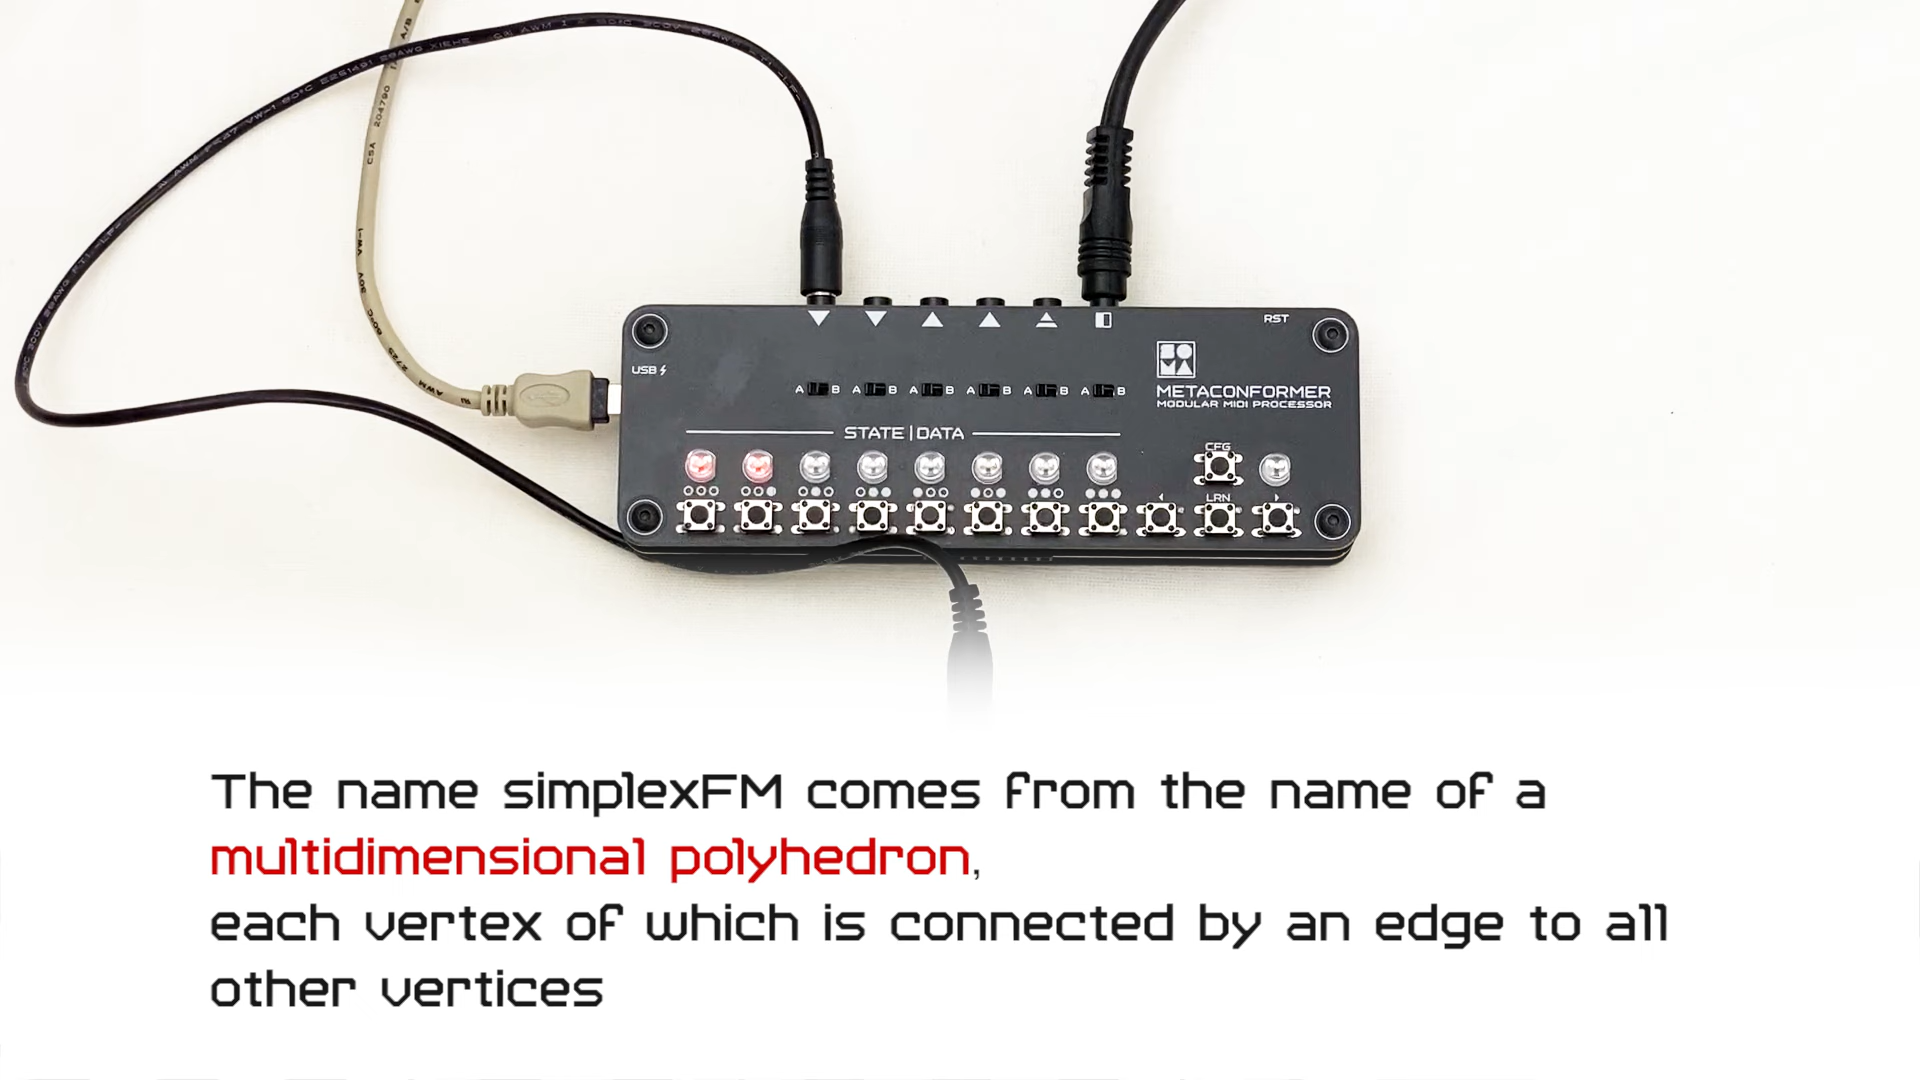 RST
USB
SOMA
A B A B A B A B A B A B
METACONFORMER
MODULAR MIDI PROCESSOR
STATE | DATA
CFG
LRN
The name simplexFM comes from the name of a
multidimensional polyhedron,
each vertex of which is connected by an edge to all
other vertices